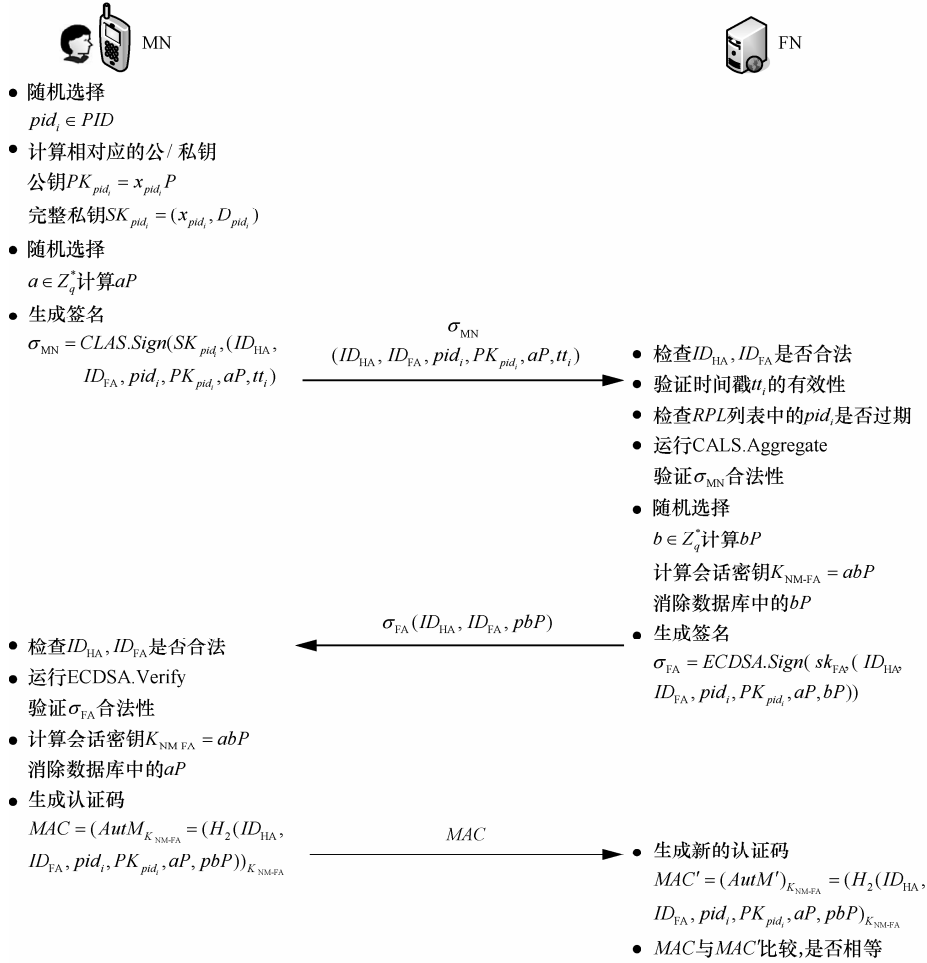 MN
FN
● 随机选择
pid_i ∈ PID
● 计算相对应的公/ 私钥
公钥PK_{pid_i} = x_{pid_i}P
完整私钥SK_{pid_i} = (x_{pid_i}, D_{pid_i})
● 随机选择
a ∈ Z_q^*计算aP
● 生成签名
σ_MN = CLAS.Sign(SK_{pid_i}, (ID_HA,
ID_FA, pid_i, PK_{pid_i}, aP, tt_i)
σ_MN
(ID_HA, ID_FA, pid_i, PK_{pid_i}, aP, tt_i)
● 检查ID_HA, ID_FA是否合法
● 验证时间戳tt_i的有效性
● 检查RPL列表中的pid_i是否过期
● 运行CALS.Aggregate
验证σ_MN合法性
● 随机选择
b ∈ Z_q^*计算bP
计算会话密钥K_NM-FA = abP
消除数据库中的bP
● 生成签名
σ_FA = ECDSA.Sign( sk_FA, ( ID_HA,
ID_FA, pid_i, PK_{pid_i}, aP, bP))
σ_FA (ID_HA, ID_FA, pbP)
● 检查ID_HA, ID_FA是否合法
● 运行ECDSA.Verify
验证σ_FA合法性
● 计算会话密钥K_NM FA = abP
消除数据库中的aP
● 生成认证码
MAC = (AutM_{K_NM-FA} = (H_2(ID_HA,
ID_FA, pid_i, PK_{pid_i}, aP, pbP))_{K_NM-FA}
MAC
● 生成新的认证码
MAC′ = (AutM′)_{K_NM-FA} = (H_2(ID_HA,
ID_FA, pid_i, PK_{pid_i}, aP, pbP)_{K_NM-FA}
● MAC与MAC′比较,是否相等